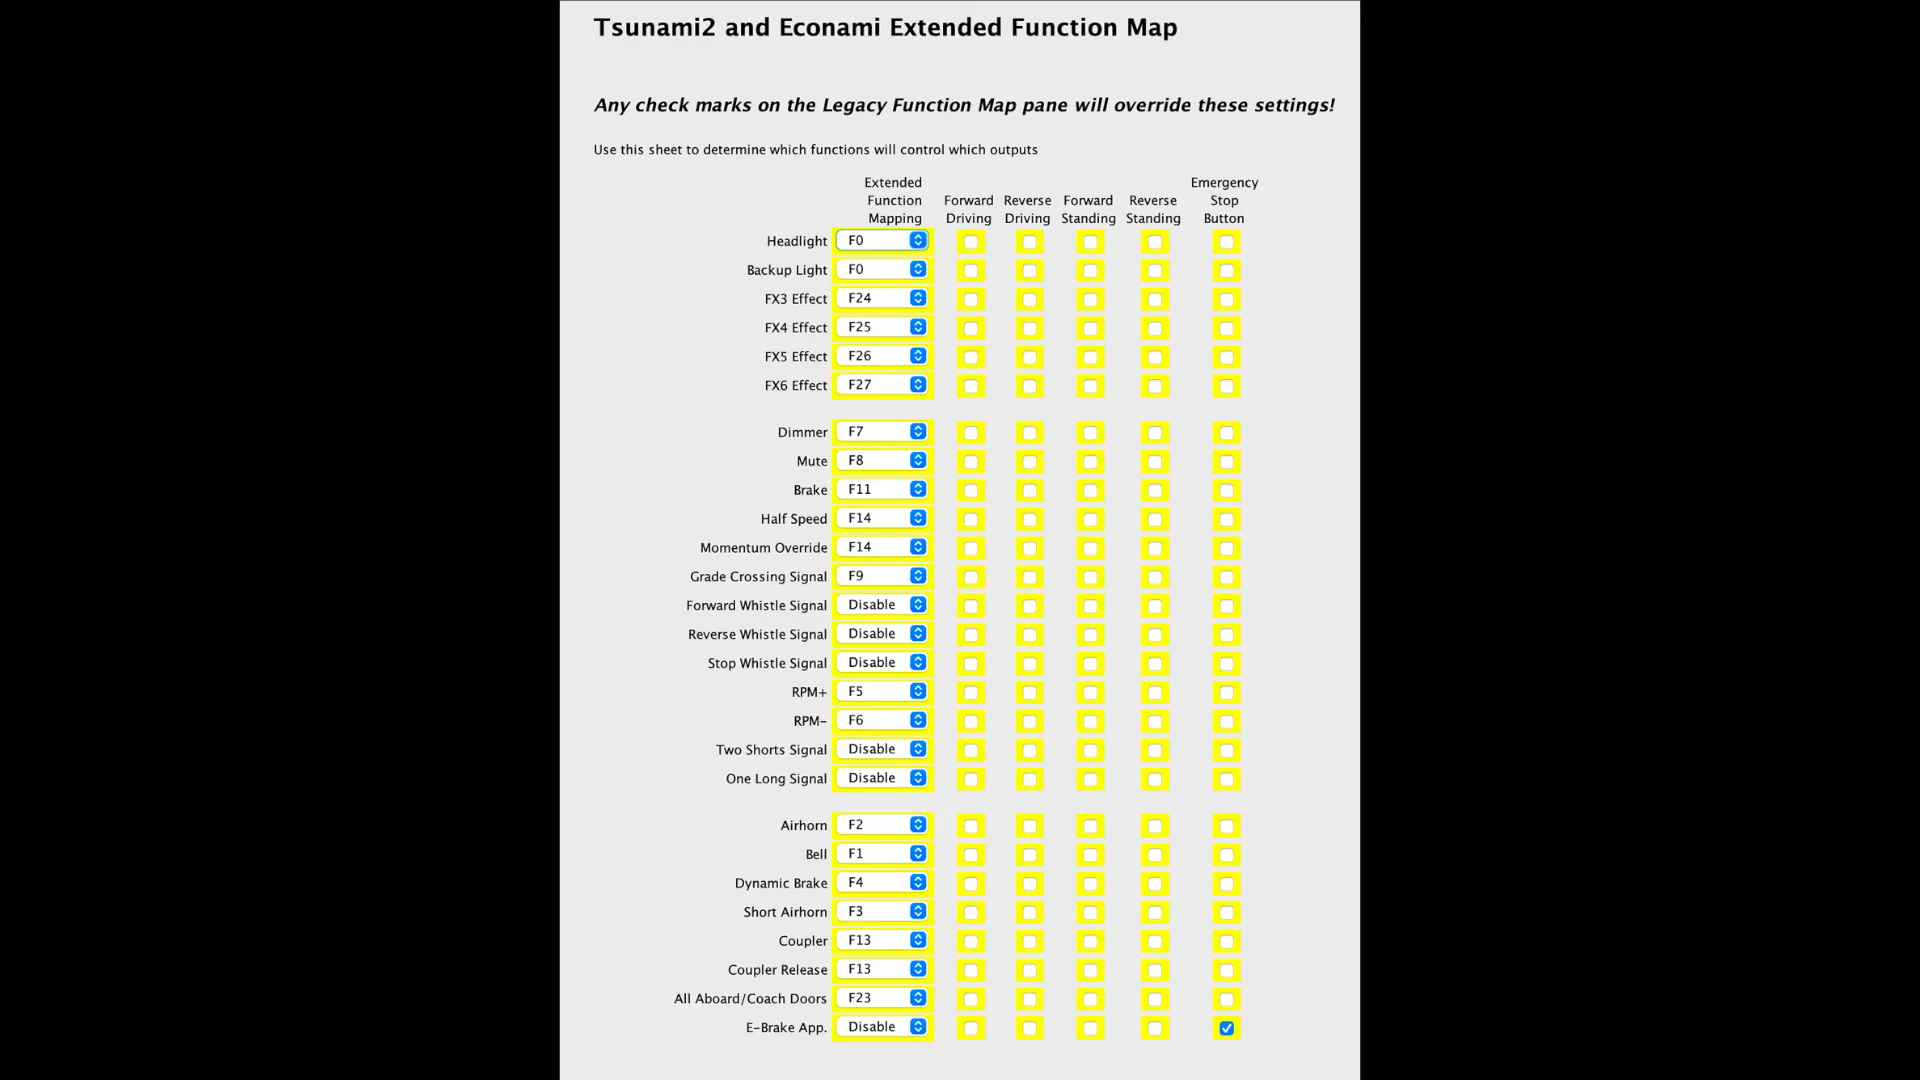 Tsunami2 and Econami Extended Function Map
Any check marks on the Legacy Function Map pane will override these settings!
Use this sheet to determine which functions will control which outputs
Extended Function Mapping Forward Driving Reverse Driving Forward Standing Reverse Standing Emergency Stop Button
Headlight F0
Backup Light F0
FX3 Effect F24
FX4 Effect F25
FX5 Effect F26
FX6 Effect F27
Dimmer F7
Mute F8
Brake F11
Half Speed F14
Momentum Override F14
Grade Crossing Signal F9
Forward Whistle Signal Disable
Reverse Whistle Signal Disable
Stop Whistle Signal Disable
RPM+ F5
RPM- F6
Two Shorts Signal Disable
One Long Signal Disable
Airhorn F2
Bell F1
Dynamic Brake F4
Short Airhorn F3
Coupler F13
Coupler Release F13
All Aboard/Coach Doors F23
E-Brake App. Disable